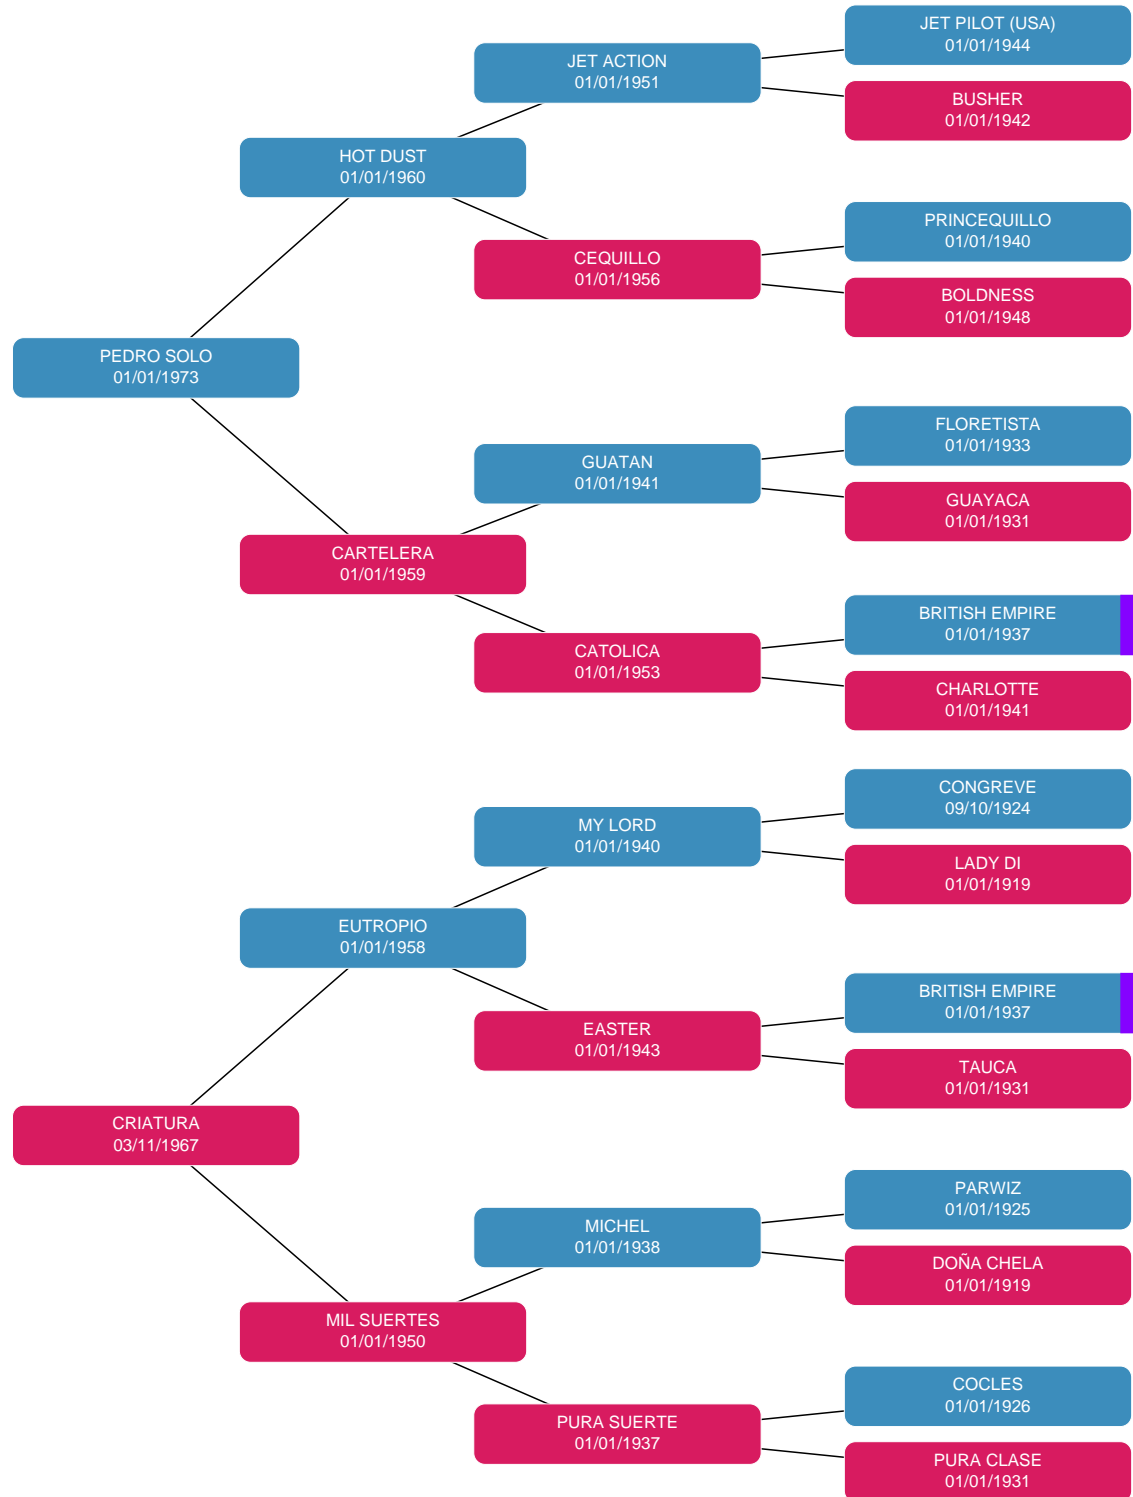 JET PILOT (USA)
01/01/1944
JET ACTION
01/01/1951
BUSHER
01/01/1942
HOT DUST
01/01/1960
PRINCEQUILLO
01/01/1940
CEQUILLO
01/01/1956
BOLDNESS
01/01/1948
PEDRO SOLO
01/01/1973
FLORETISTA
01/01/1933
GUATAN
01/01/1941
GUAYACA
01/01/1931
CARTELERA
01/01/1959
BRITISH EMPIRE
01/01/1937
CATOLICA
01/01/1953
CHARLOTTE
01/01/1941
CONGREVE
09/10/1924
MY LORD
01/01/1940
LADY DI
01/01/1919
EUTROPIO
01/01/1958
BRITISH EMPIRE
01/01/1937
EASTER
01/01/1943
TAUCA
01/01/1931
CRIATURA
03/11/1967
PARWIZ
01/01/1925
MICHEL
01/01/1938
DOÑA CHELA
01/01/1919
MIL SUERTES
01/01/1950
COCLES
01/01/1926
PURA SUERTE
01/01/1937
PURA CLASE
01/01/1931